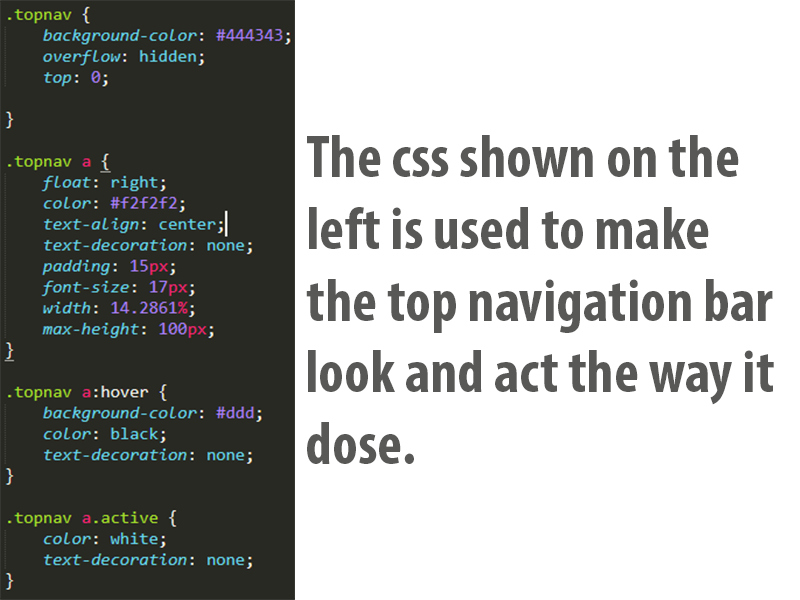 .topnav {
background-color: #444343;
overflow: hidden;
top: 0;
}
.topnav a {
float: right;
color: #f2f2f2;
text-align: center;
text-decoration: none;
padding: 15px;
font-size: 17px;
width: 14.2861%;
max-height: 100px;
}
.topnav a:hover {
background-color: #ddd;
color: black;
text-decoration: none;
}
.topnav a.active {
color: white;
text-decoration: none;
}
The css shown on the
left is used to make
the top navigation bar
look and act the way it
dose.